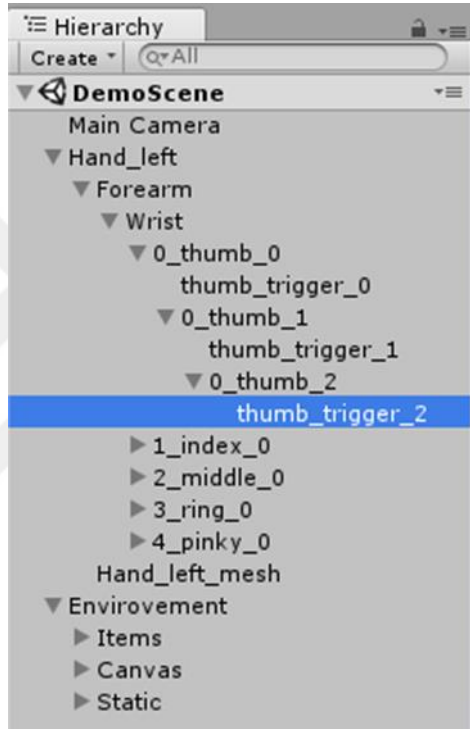 Hierarchy
Create All
DemoScene
Main Camera
Hand_left
Forearm
Wrist
0_thumb_0
thumb_trigger_0
0_thumb_1
thumb_trigger_1
0_thumb_2
thumb_trigger_2
1_index_0
2_middle_0
3_ring_0
4_pinky_0
Hand_left_mesh
Envirovement
Items
Canvas
Static